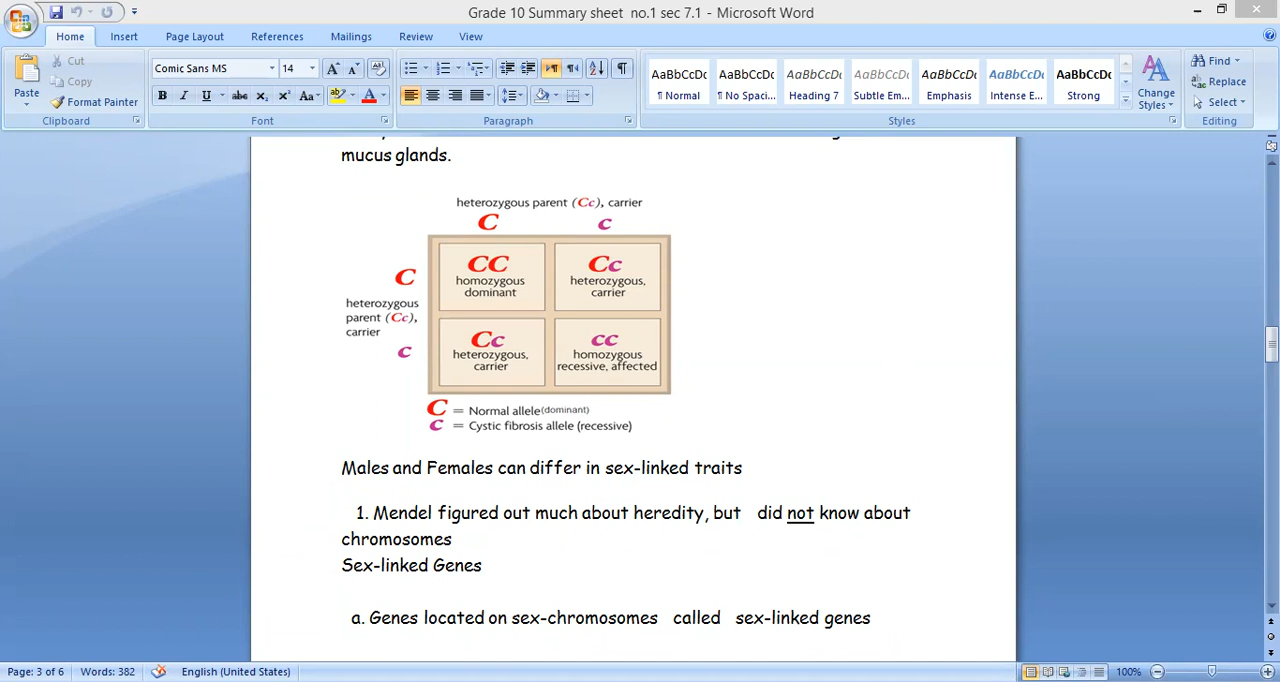 Grade 10 Summary sheet no.1 sec 7.1 - Microsoft Word
Home Insert Page Layout References Mailings Review View
Cut
Copy
Format Painter
Paste
Clipboard
Comic Sans MS 14
Font
Paragraph
AaBbCcDc AaBbCcDc AaBbCcDc AaBbCcDc AaBbCcDc AaBbCcDc AaBbCcDc
¶ Normal ¶ No Spaci... Heading 7 Subtle Em... Emphasis Intense E... Strong
Change
Styles
Styles
Find
Replace
Select
Editing
mucus glands.
heterozygous parent (Cc), carrier
C c
C
heterozygous
parent (Cc),
carrier
c
CC
homozygous
dominant
Cc
heterozygous,
carrier
Cc
heterozygous,
carrier
cc
homozygous
recessive, affected
C = Normal allele(dominant)
c = Cystic fibrosis allele (recessive)
Males and Females can differ in sex-linked traits
1. Mendel figured out much about heredity, but did not know about
chromosomes
Sex-linked Genes
a. Genes located on sex-chromosomes called sex-linked genes
Page: 3 of 6 Words: 382 English (United States) 100%